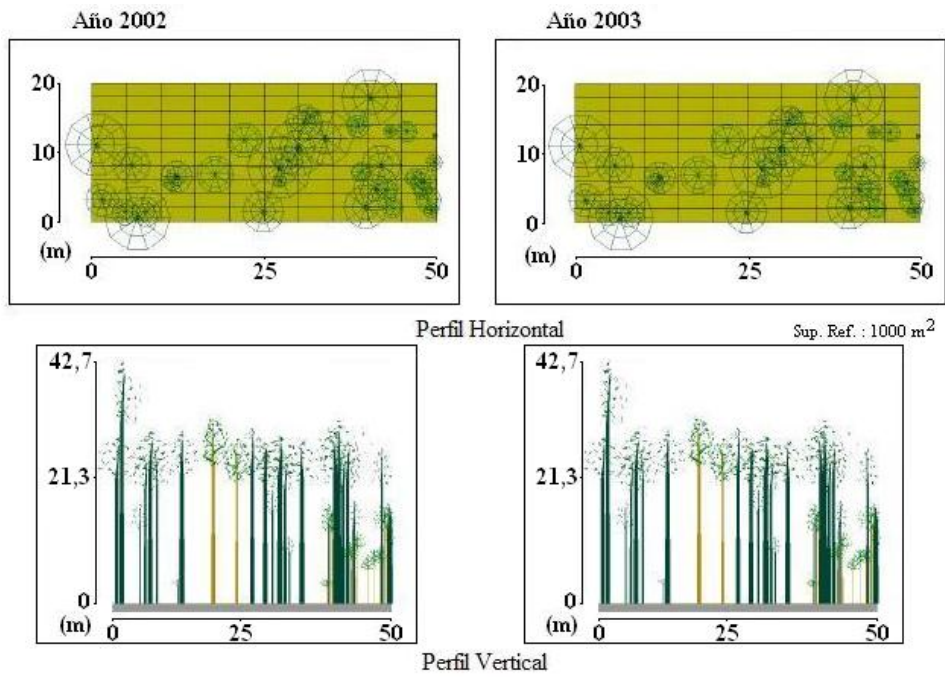 Año 2002
Año 2003
20
10
0
(m)
0 25 50
20
10
0
(m)
0 25 50
Perfil Horizontal
Sup. Ref. : 1000 m²
42,7
21,3
0
(m)
0 25 50
42,7
21,3
0
(m)
0 25 50
Perfil Vertical